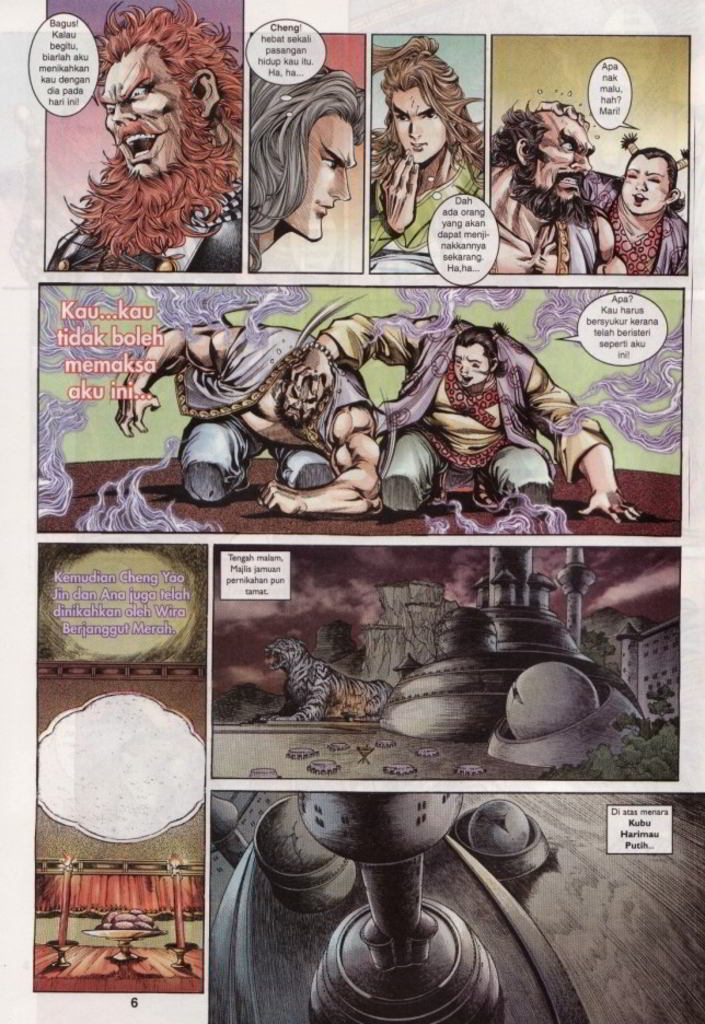 Bagus!
Kalau
begitu,
biarlah aku
menikahkan
kau dengan
dia pada
hari ini!
Cheng!
hebat sekali
pasangan
hidup kau itu.
Ha, ha...
Dah
ada orang
yang akan
dapat menji-
nakkannya
sekarang.
Ha,ha...
Apa
nak
malu,
hah?
Mari!
Kau...kau
tidak boleh
memaksa
aku ini...
Apa?
Kau harus
bersyukur kerana
telah beristeri
seperti aku
ini!
Kemudian Cheng Yao
Jin dan Ana juga telah
dinikahkan oleh Wira
Berjanggut Merah.
Tengah malam,
Majlis jamuan
pernikahan pun
tamat.
Di atas menara
Kubu
Harimau
Putih...
6